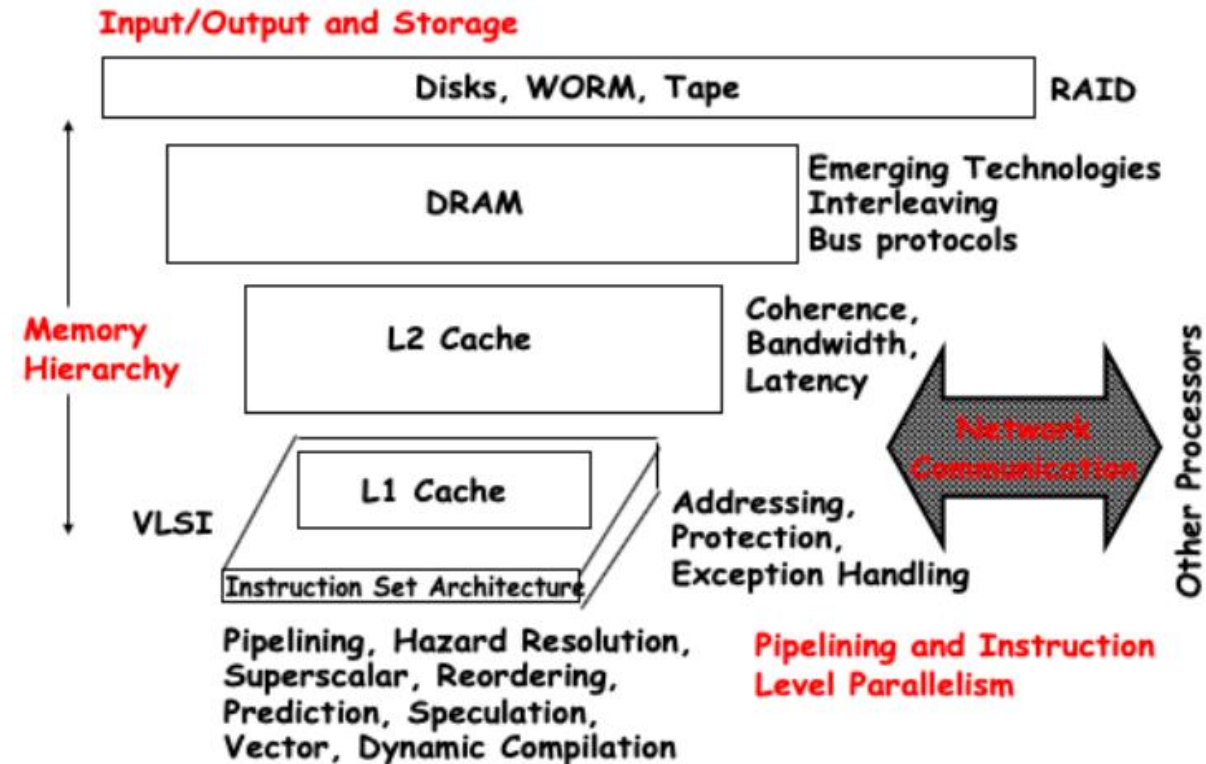 Input/Output and Storage
Disks, WORM, Tape
RAID
DRAM
Emerging Technologies
Interleaving
Bus protocols
Memory
Hierarchy
L2 Cache
Coherence,
Bandwidth,
Latency
Network
Communication
Other Processors
L1 Cache
VLSI
Addressing,
Protection,
Exception Handling
Instruction Set Architecture
Pipelining, Hazard Resolution,
Superscalar, Reordering,
Prediction, Speculation,
Vector, Dynamic Compilation
Pipelining and Instruction
Level Parallelism